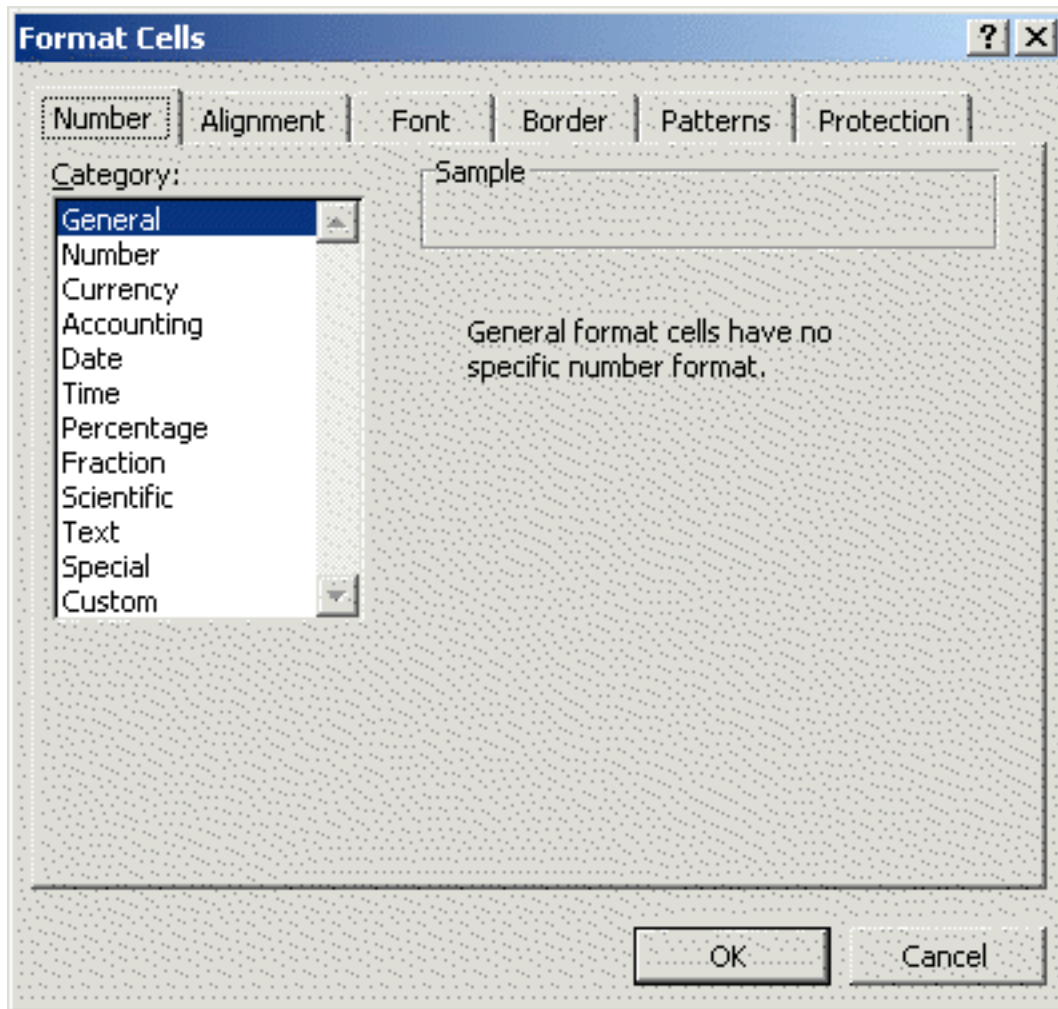 Format Cells
Number Alignment Font Border Patterns Protection
Category:
General
Number
Currency
Accounting
Date
Time
Percentage
Fraction
Scientific
Text
Special
Custom
Sample
General format cells have no
specific number format.
OK Cancel